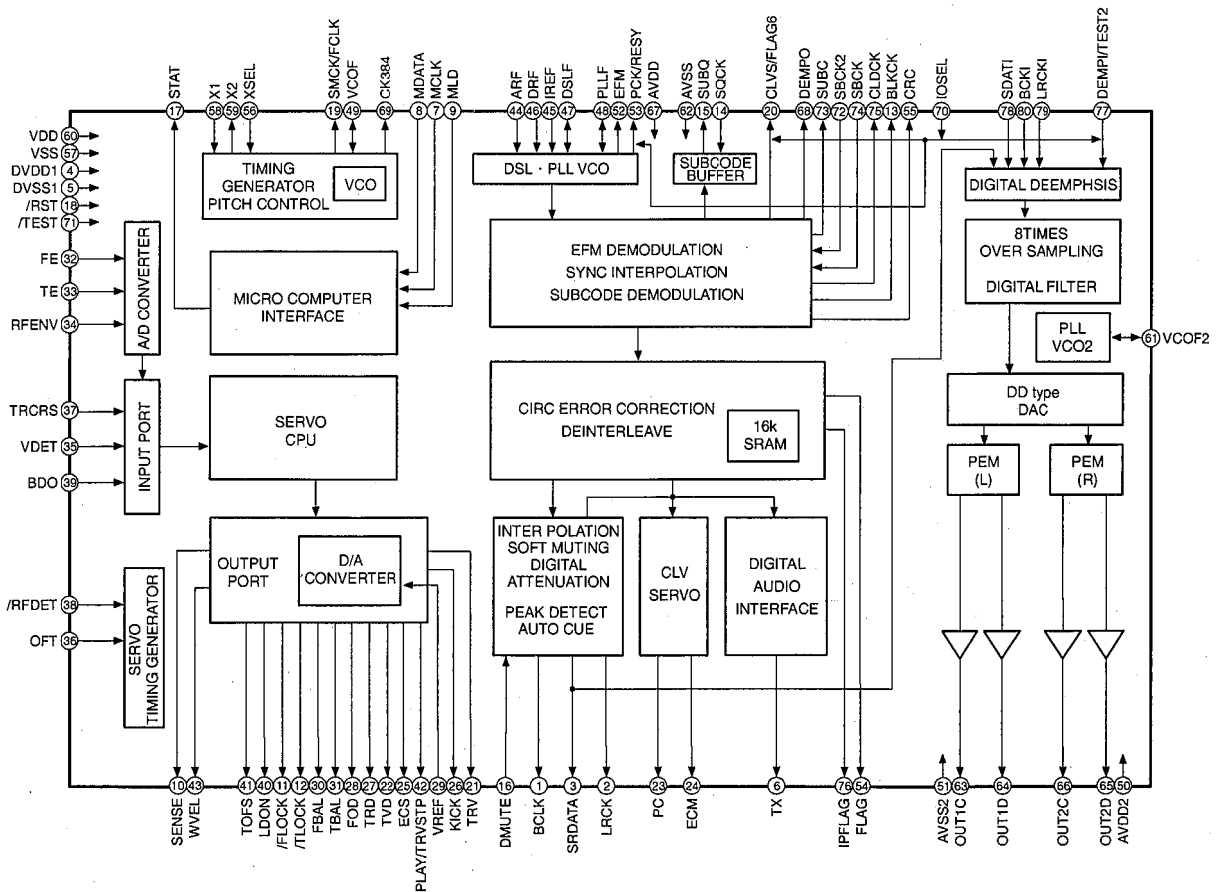 STAT
X1
X2
XSEL
SMCK/FCLK
VCOF
CK384
MDATA
MCLK
MLD
ARF
DRF
IREF
DSLF
PLLF
EFM
PCK/RESY
AVDD
AVSS
SUBQ
SQCK
CLVS/FLAG6
DEMPO
SUBC
SBCK2
SBCK
CLDCK
BLKCK
CRC
IOSEL
SDATI
BCKI
LRCKI
DEMPI/TEST2
17 58 59 56 19 49 69 8 7 9 44 46 45 47 48 52 53 67 62 15 14 20 68 73 72 74 75 13 55 70 78 80 79 77
VDD 60
VSS 57
DVDD1 4
DVSS1 5
/RST 18
/TEST 71
FE 32
TE 33
RFENV 34
TRCRS 37
VDET 35
BDO 39
/RFDET 38
OFT 36
A/D CONVERTER
INPUT PORT
SERVO
TIMING GENERATOR
TIMING
GENERATOR
PITCH CONTROL
VCO
MICRO COMPUTER
INTERFACE
SERVO
CPU
OUTPUT
PORT
D/A
CONVERTER
DSL · PLL VCO
SUBCODE
BUFFER
EFM DEMODULATION
SYNC INTERPOLATION
SUBCODE DEMODULATION
CIRC ERROR CORRECTION
DEINTERLEAVE
16k
SRAM
INTER POLATION
SOFT MUTING
DIGITAL
ATTENUATION
PEAK DETECT
AUTO CUE
CLV
SERVO
DIGITAL
AUDIO
INTERFACE
DIGITAL DEEMPHSIS
8TIMES
OVER SAMPLING
DIGITAL FILTER
PLL
VCO2
61 VCOF2
DD type
DAC
PEM
(L)
PEM
(R)
10 43 41 40 11 12 30 31 28 27 22 25 42 29 26 21 16 1 3 2 23 24 6 76 54 51 63 64 66 65 50
SENSE
WVEL
TOFS
LDON
/FLOCK
/TLOCK
FBAL
TBAL
FOD
TRD
TVD
ECS
PLAY/TRVSTP
VREF
KICK
TRV
DMUTE
BCLK
SRDATA
LRCK
PC
ECM
TX
IPFLAG
FLAG
AVSS2
OUT1C
OUT1D
OUT2C
OUT2D
AVDD2